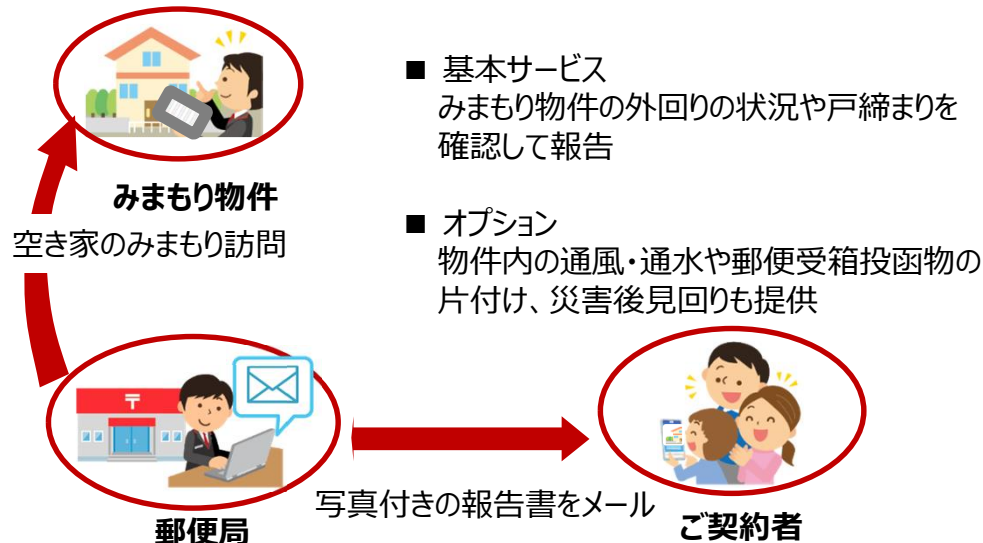 ■ 基本サービス
みまもり物件の外回りの状況や戸締まりを
確認して報告
みまもり物件
空き家のみまもり訪問
■ オプション
物件内の通風・通水や郵便受箱投函物の
片付け、災害後見回りも提供
〒
写真付きの報告書をメール
郵便局
ご契約者